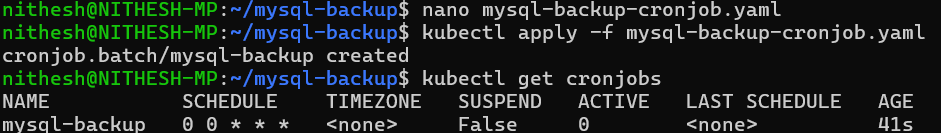 nithesh@NITHESH-MP:~/mysql-backup$ nano mysql-backup-cronjob.yaml
nithesh@NITHESH-MP:~/mysql-backup$ kubectl apply -f mysql-backup-cronjob.yaml
cronjob.batch/mysql-backup created
nithesh@NITHESH-MP:~/mysql-backup$ kubectl get cronjobs
NAME SCHEDULE TIMEZONE SUSPEND ACTIVE LAST SCHEDULE AGE
mysql-backup 0 0 * * * <none> False 0 <none> 41s